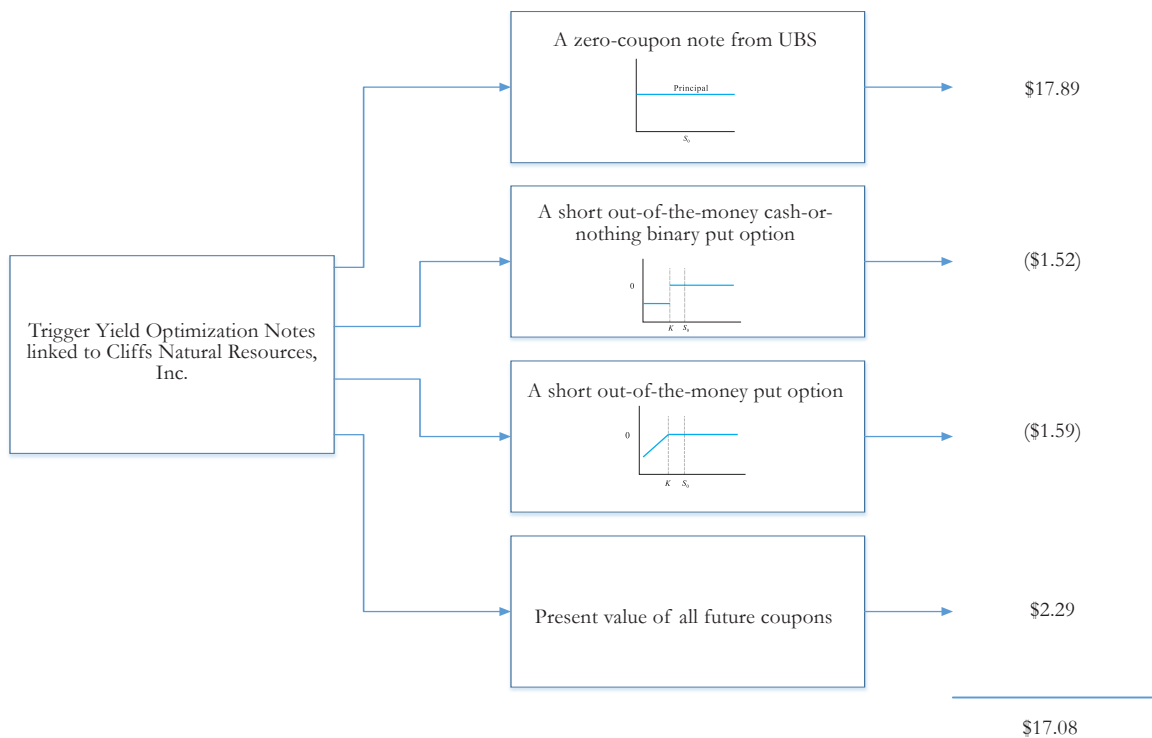 A zero-coupon note from UBS
Principal
S₀
$17.89
A short out-of-the-money cash-or-
nothing binary put option
0
K S₀
($1.52)
Trigger Yield Optimization Notes
linked to Cliffs Natural Resources,
Inc.
A short out-of-the-money put option
0
K S₀
($1.59)
Present value of all future coupons
$2.29
$17.08